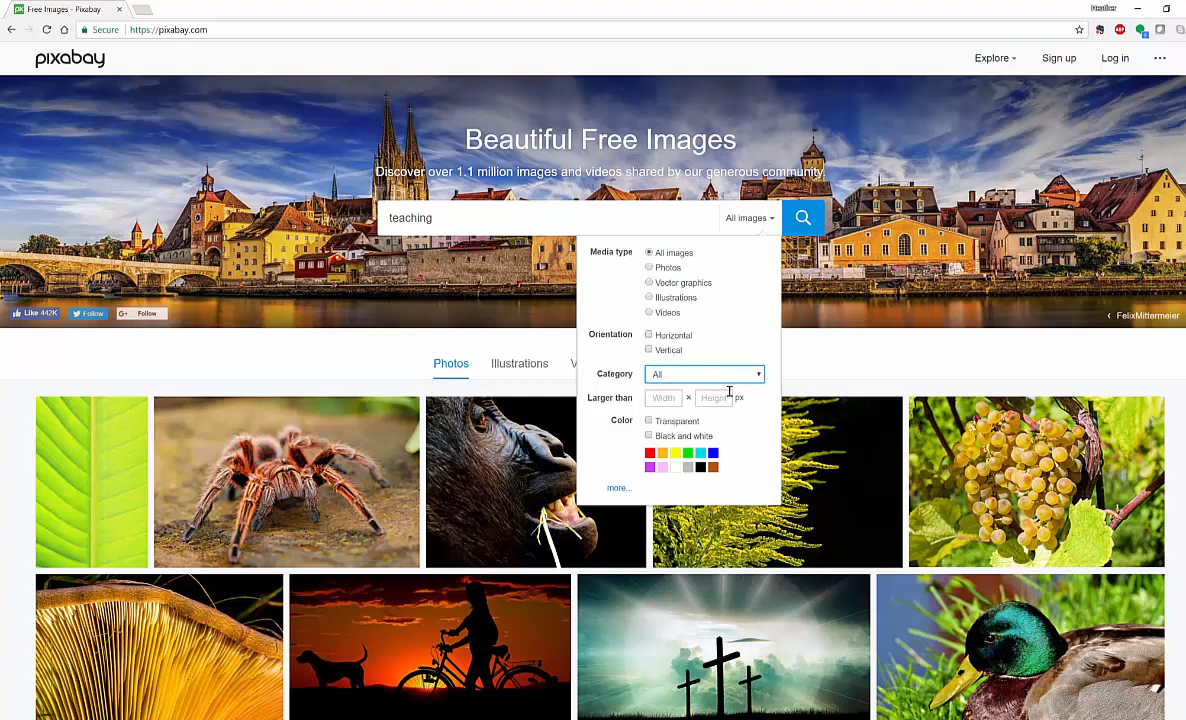 Free Images - Pixabay
Heather
Secure https://pixabay.com
ABP
pixabay
Explore
Sign up
Log in
Beautiful Free Images
Discover over 1.1 million images and videos shared by our generous community.
teaching
All images
Media type
All images
Photos
Vector graphics
Illustrations
Videos
Orientation
Horizontal
Vertical
Category
All
Larger than
Width × Height px
Color
Transparent
Black and white
more...
Like 442K
Follow
G+ Follow
FelixMittermeier
Photos
Illustrations
V